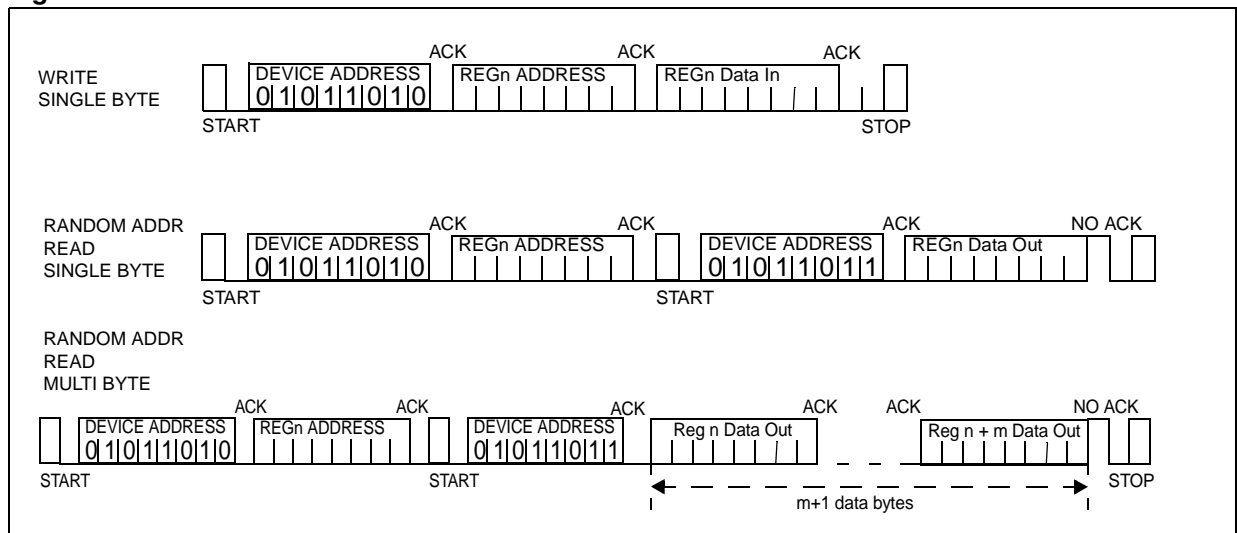 WRITE
SINGLE BYTE
ACK ACK ACK
DEVICE ADDRESS REGn ADDRESS REGn Data In
0 1 0 1 1 0 1 0
START STOP
RANDOM ADDR
READ
SINGLE BYTE
ACK ACK ACK NO ACK
DEVICE ADDRESS REGn ADDRESS DEVICE ADDRESS REGn Data Out
0 1 0 1 1 0 1 0 0 1 0 1 1 0 1 1
START START
RANDOM ADDR
READ
MULTI BYTE
ACK ACK ACK ACK ACK NO ACK
DEVICE ADDRESS REGn ADDRESS DEVICE ADDRESS Reg n Data Out Reg n + m Data Out
0 1 0 1 1 0 1 0 0 1 0 1 1 0 1 1
START START STOP
m+1 data bytes